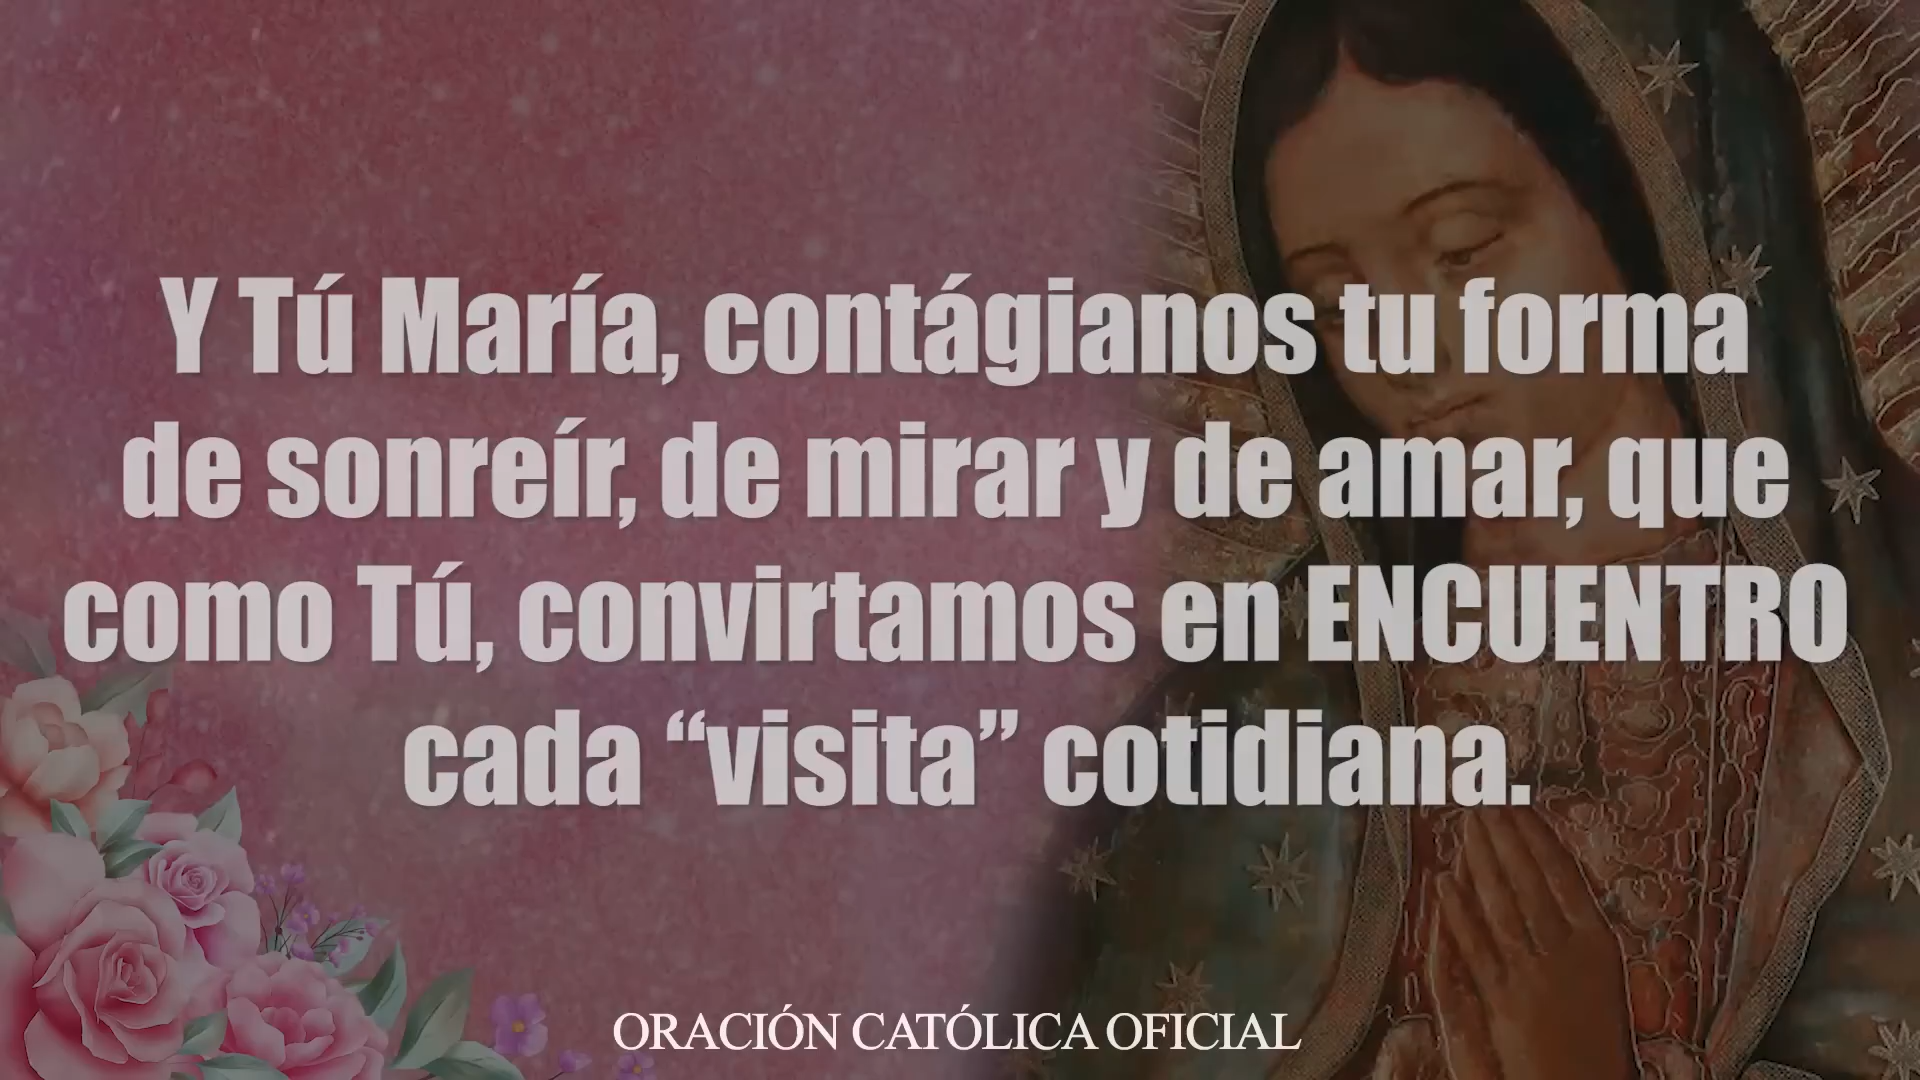 Y Tú María, contágianos tu forma
de sonreír, de mirar y de amar, que
como Tú, convirtamos en ENCUENTRO
cada “visita” cotidiana.
ORACIÓN CATÓLICA OFICIAL